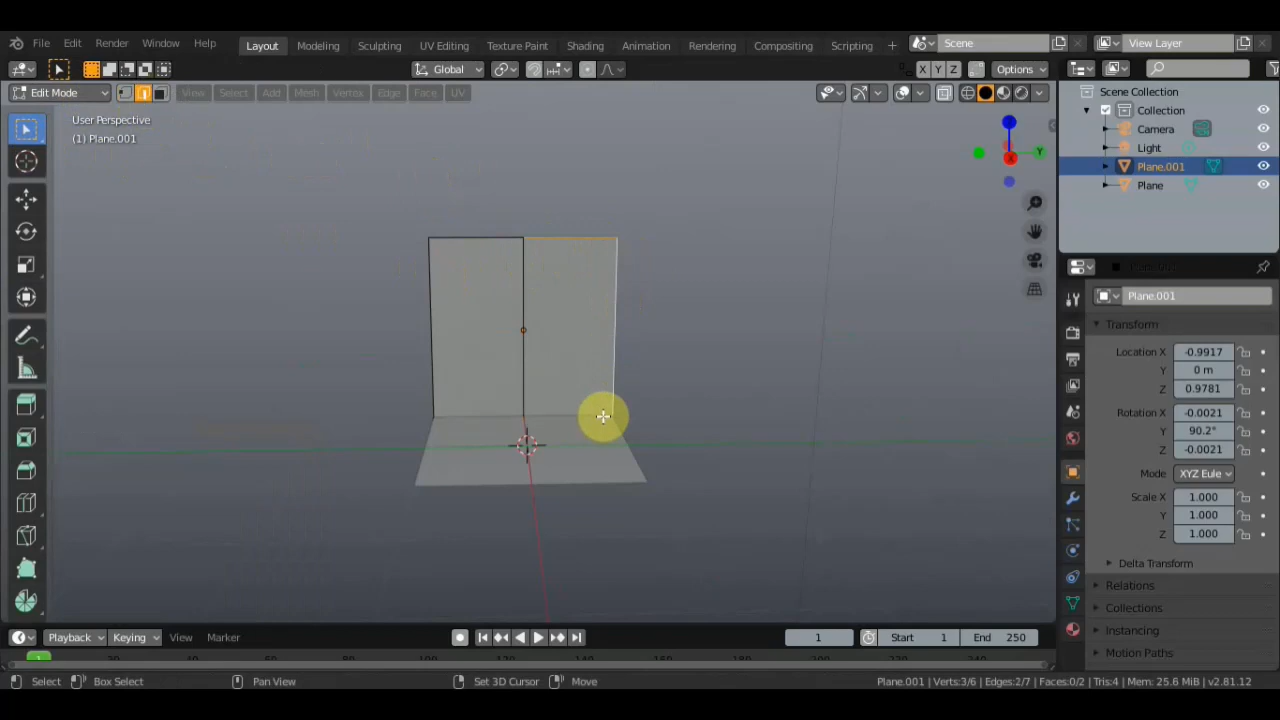 File Edit Render Window Help Layout Modeling Sculpting UV Editing Texture Paint Shading Animation Rendering Compositing Scripting + Scene View Layer
Global X Y Z Options
Edit Mode View Select Add Mesh Vertex Edge Face UV
User Perspective
(1) Plane.001
Y
X
Scene Collection
Collection
Camera
Light
Plane.001
Plane
Plane.001
Plane.001
Transform
Location X -0.9917
Y 0 m
Z 0.9781
Rotation X -0.0021
Y 90.2°
Z -0.0021
Mode XYZ Eule
Scale X 1.000
Y 1.000
Z 1.000
Delta Transform
Relations
Collections
Instancing
Motion Paths
Playback Keying View Marker 1 Start 1 End 250
Select Box Select Pan View Set 3D Cursor Move Plane.001 | Verts:3/6 | Edges:2/7 | Faces:0/2 | Tris:4 | Mem: 25.6 MiB | v2.81.12